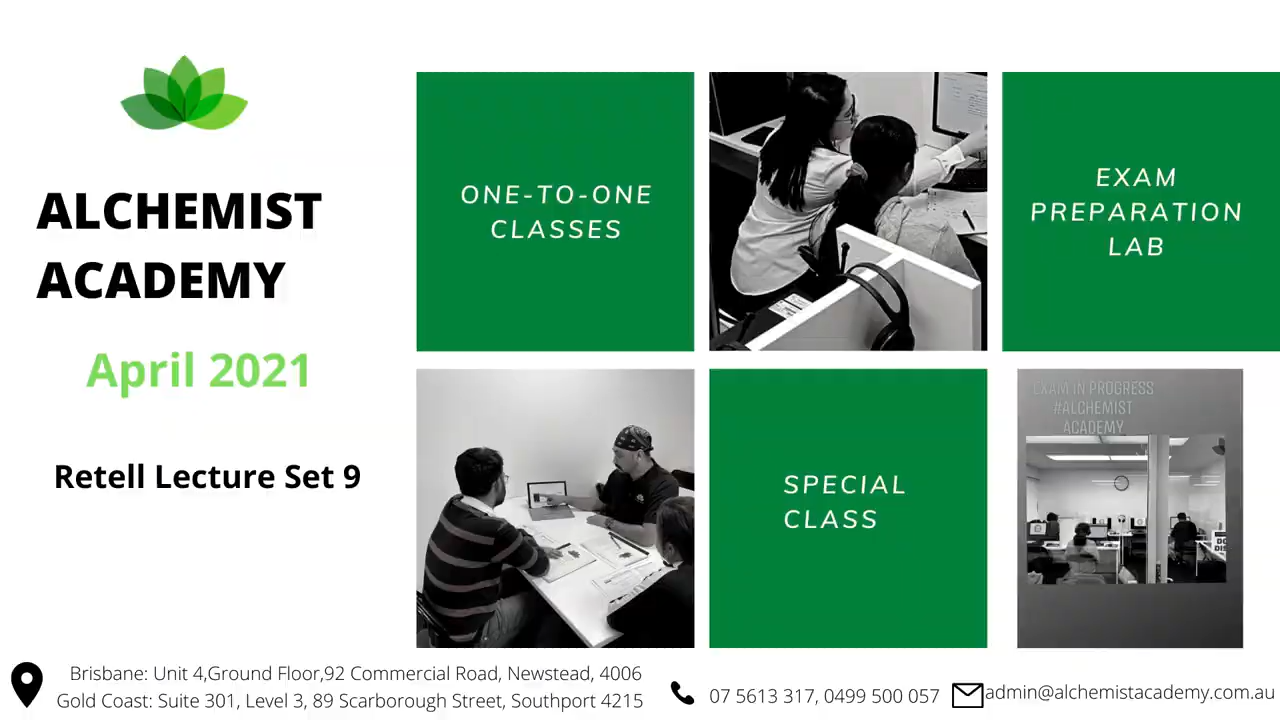 ALCHEMIST
ACADEMY
April 2021
Retell Lecture Set 9
ONE-TO-ONE
CLASSES
EXAM
PREPARATION
LAB
SPECIAL
CLASS
EXAM IN PROGRESS
#ALCHEMIST
ACADEMY
Brisbane: Unit 4,Ground Floor,92 Commercial Road, Newstead, 4006
Gold Coast: Suite 301, Level 3, 89 Scarborough Street, Southport 4215
07 5613 317, 0499 500 057
admin@alchemistacademy.com.au